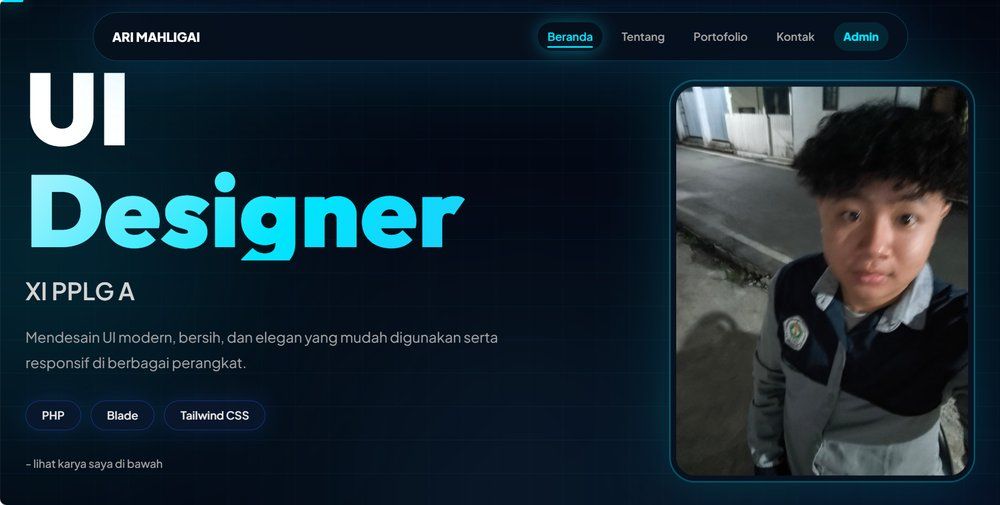 ARI MAHLIGAI
Beranda Tentang Portofolio Kontak Admin
UI
Designer
XI PPLG A
Mendesain UI modern, bersih, dan elegan yang mudah digunakan serta
responsif di berbagai perangkat.
PHP Blade Tailwind CSS
– lihat karya saya di bawah